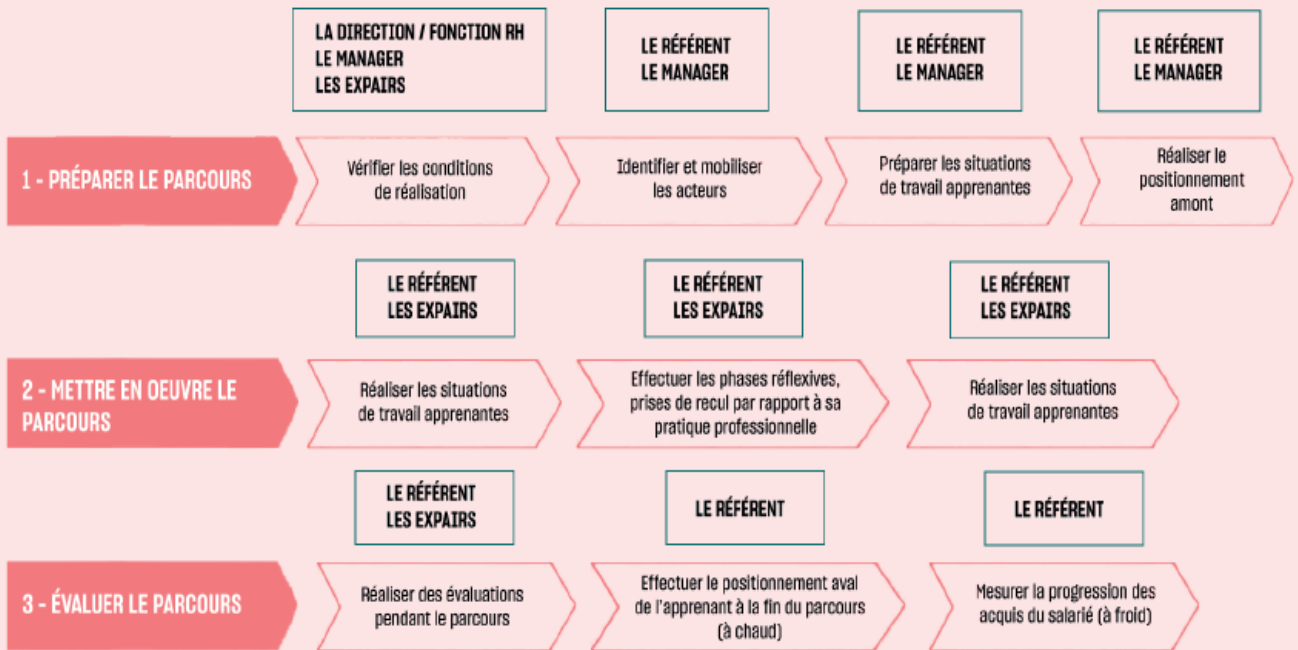 LA DIRECTION / FONCTION RH
LE MANAGER
LES EXPAIRS
LE RÉFÉRENT
LE MANAGER
LE RÉFÉRENT
LE MANAGER
LE RÉFÉRENT
LE MANAGER
1 - PRÉPARER LE PARCOURS
Vérifier les conditions
de réalisation
Identifier et mobiliser
les acteurs
Préparer les situations
de travail apprenantes
Réaliser le
positionnement
amont
LE RÉFÉRENT
LES EXPAIRS
LE RÉFÉRENT
LES EXPAIRS
LE RÉFÉRENT
LES EXPAIRS
2 - METTRE EN OEUVRE LE
PARCOURS
Réaliser les situations
de travail apprenantes
Effectuer les phases réflexives,
prises de recul par rapport à sa
pratique professionnelle
Réaliser les situations
de travail apprenantes
LE RÉFÉRENT
LES EXPAIRS
LE RÉFÉRENT
LE RÉFÉRENT
3 - ÉVALUER LE PARCOURS
Réaliser des évaluations
pendant le parcours
Effectuer le positionnement aval
de l'apprenant à la fin du parcours
(à chaud)
Mesurer la progression des
acquis du salarié (à froid)